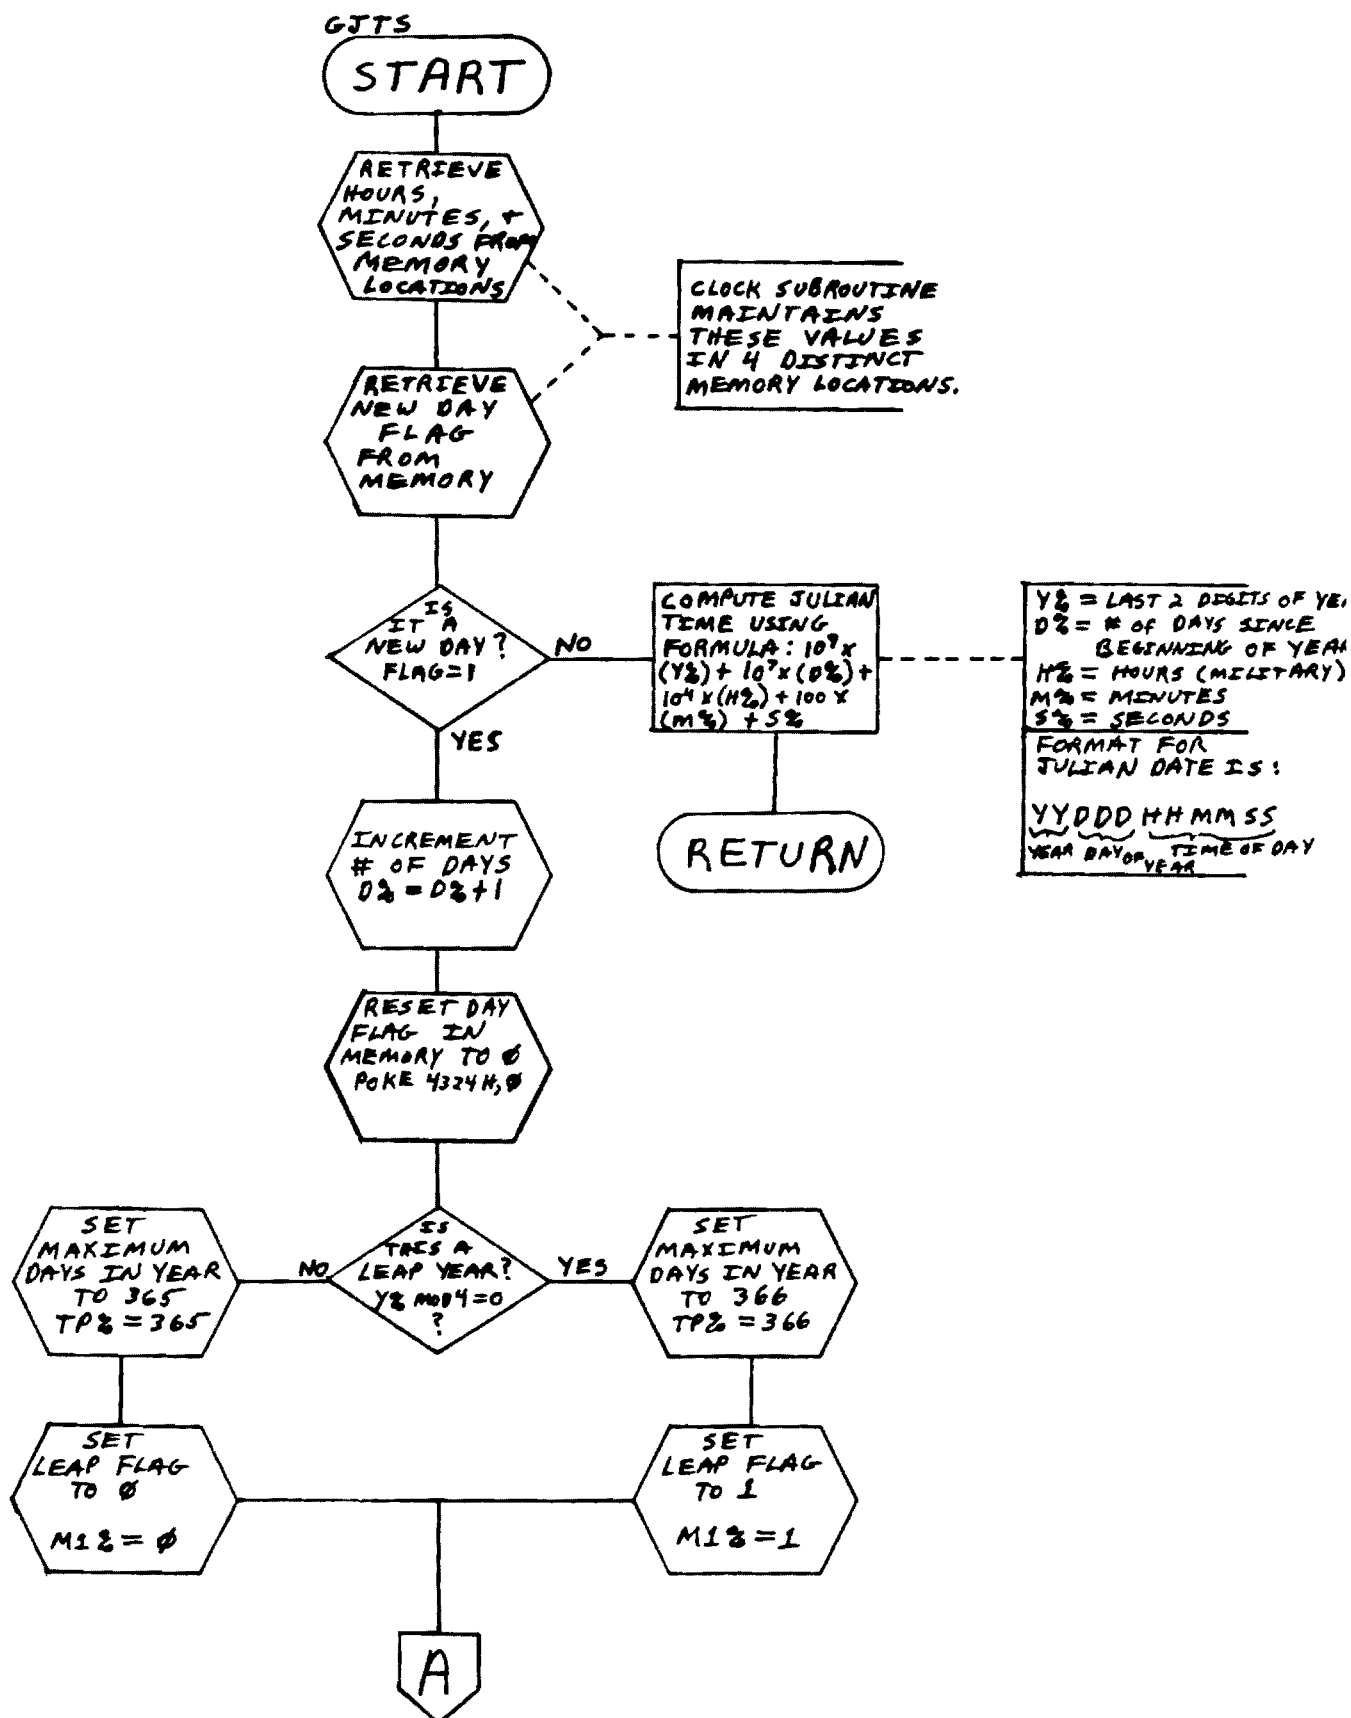 GJTS
START
RETRIEVE
HOURS,
MINUTES, +
SECONDS FROM
MEMORY
LOCATIONS
CLOCK SUBROUTINE
MAINTAINS
THESE VALUES
IN 4 DISTINCT
MEMORY LOCATIONS.
RETRIEVE
NEW DAY
FLAG
FROM
MEMORY
IS
IT A
NEW DAY?
FLAG=1
NO
YES
COMPUTE JULIAN
TIME USING
FORMULA: 10⁹ x
(Y%) + 10⁷ x (D%) +
10⁴ x (H%) + 100 x
(M%) + S%
Y% = LAST 2 DIGITS OF
D% = # OF DAYS SINCE
BEGINNING OF YEAR
H% = HOURS (MILITARY)
M% = MINUTES
S% = SECONDS
FORMAT FOR
JULIAN DATE IS:
YYDDD HHMMSS
YEAR DAY OF YEAR TIME OF DAY
RETURN
INCREMENT
# OF DAYS
D% = D% + 1
RESET DAY
FLAG IN
MEMORY TO Ø
POKE 4324H,Ø
IS
THIS A
LEAP YEAR?
Y% MOD 4=0
?
NO
YES
SET
MAXIMUM
DAYS IN YEAR
TO 365
TP% = 365
SET
MAXIMUM
DAYS IN YEAR
TO 366
TP% = 366
SET
LEAP FLAG
TO Ø
M1% = Ø
SET
LEAP FLAG
TO 1
M1% = 1
A